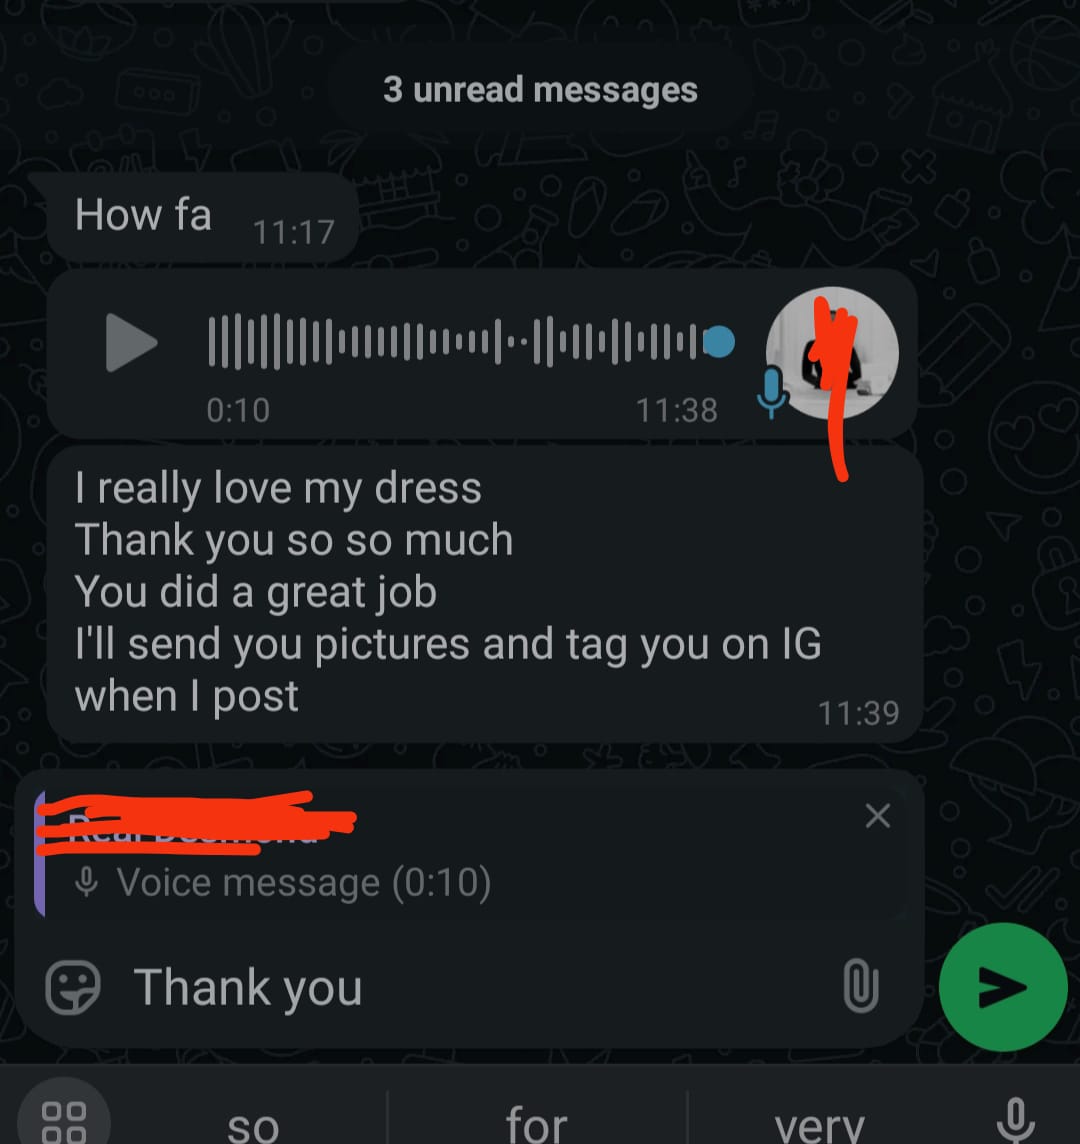 3 unread messages
How fa 11:17
0:10 11:38
I really love my dress
Thank you so so much
You did a great job
I'll send you pictures and tag you on IG
when I post 11:39
Voice message (0:10)
Thank you
so for very